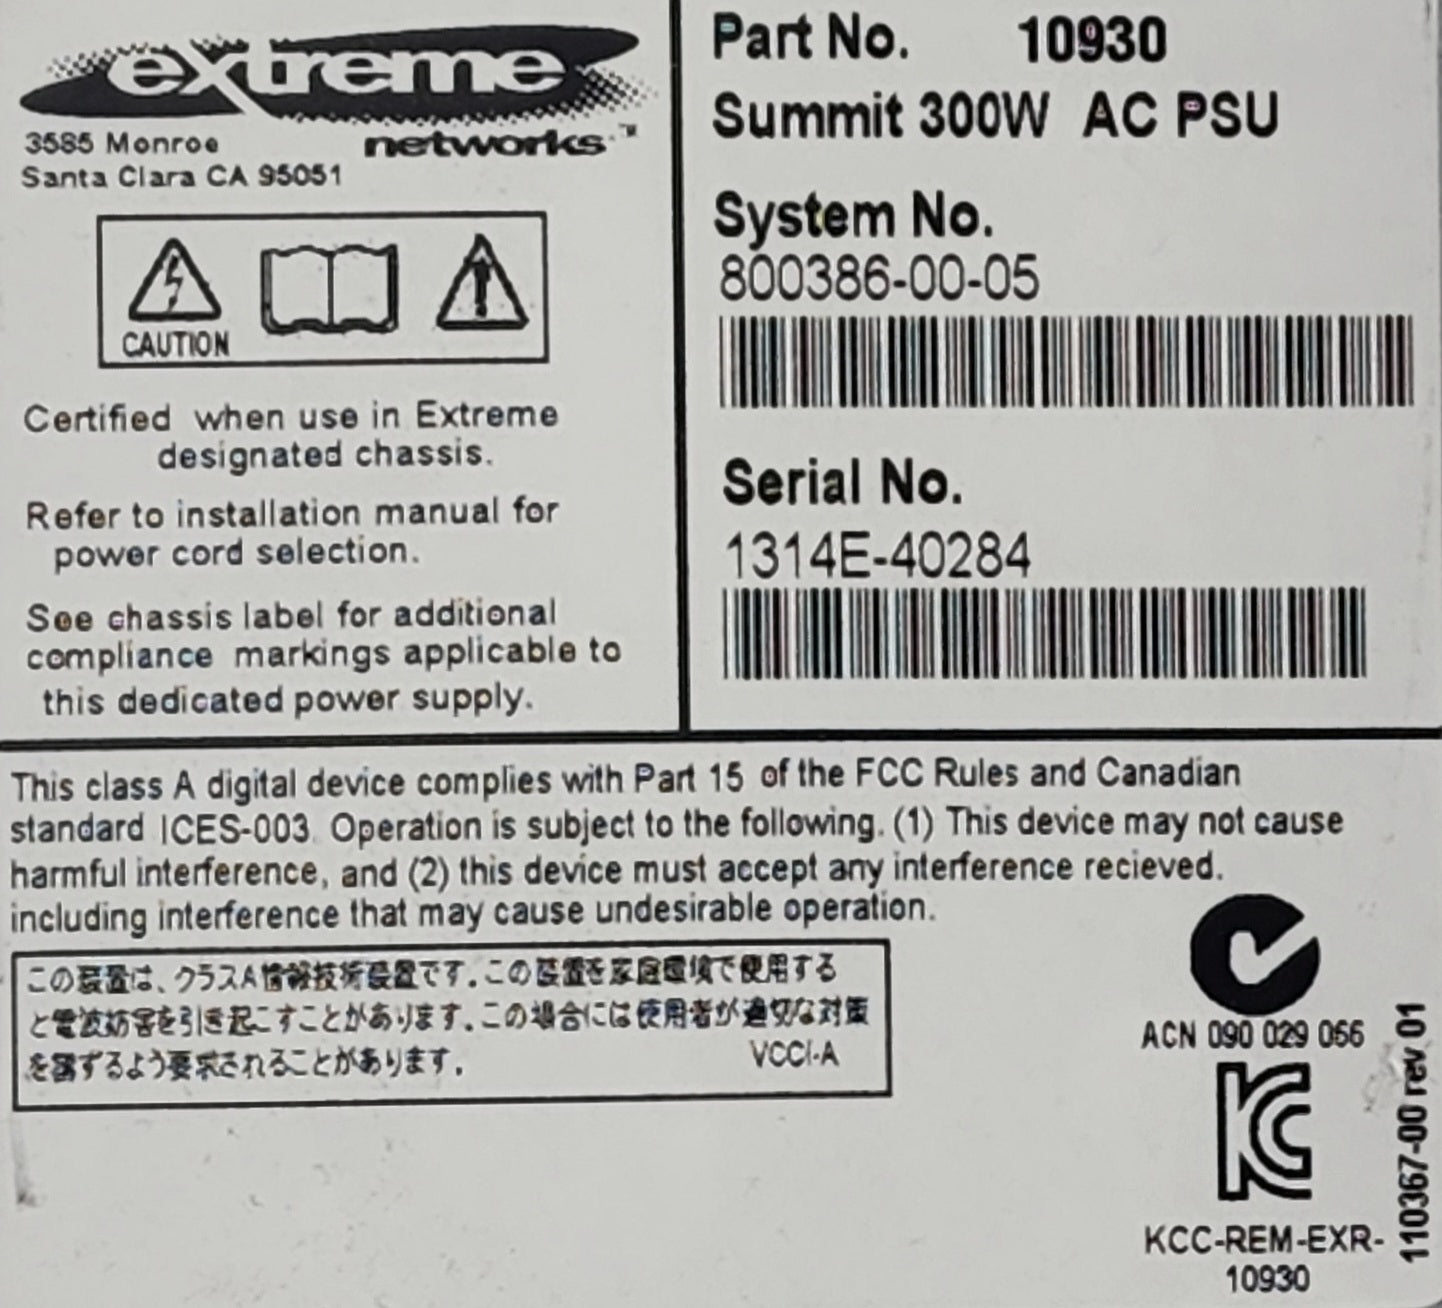 extreme
networks™
3585 Monroe
Santa Clara CA 95051
CAUTION
Certified when use in Extreme
designated chassis.
Refer to installation manual for
power cord selection.
See chassis label for additional
compliance markings applicable to
this dedicated power supply.
Part No. 10930
Summit 300W AC PSU
System No.
800386-00-05
Serial No.
1314E-40284
This class A digital device complies with Part 15 of the FCC Rules and Canadian
standard ICES-003. Operation is subject to the following. (1) This device may not cause
harmful interference, and (2) this device must accept any interference recieved.
including interference that may cause undesirable operation.
この装置は、クラスA情報技術装置です.この装置を家庭環境で使用する
と電波妨害を引き起こすことがあります.この場合には使用者が適切な対策
を講ずるよう要求されることがあります.
VCCI-A
ACN 090 029 066
KCC-REM-EXR-
10930
110367-00 rev 01